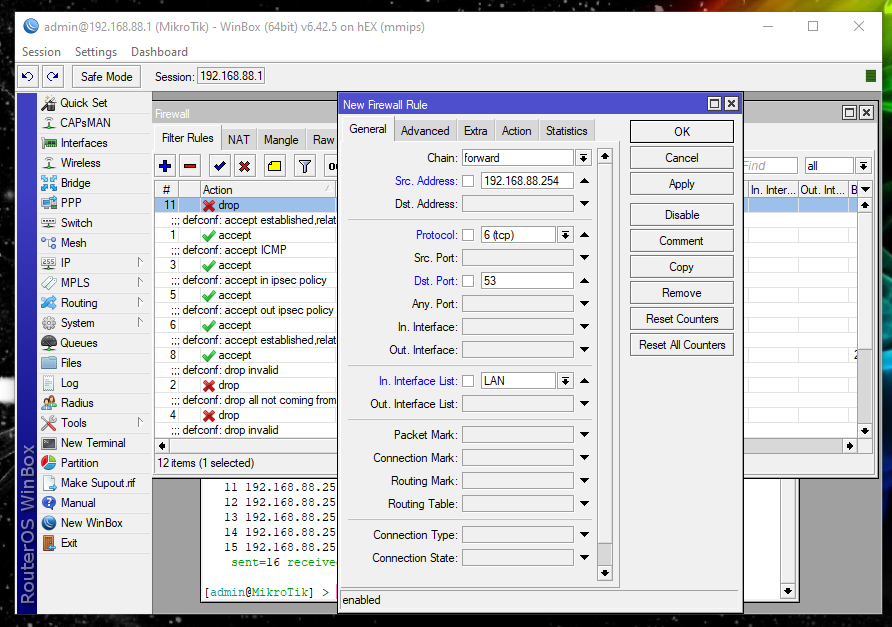 admin@192.168.88.1 (MikroTik) - WinBox (64bit) v6.42.5 on hEX (mmips)
Session Settings Dashboard
Safe Mode Session: 192.168.88.1
RouterOS WinBox
Quick Set
CAPsMAN
Interfaces
Wireless
Bridge
PPP
Switch
Mesh
IP
MPLS
Routing
System
Queues
Files
Log
Radius
Tools
New Terminal
Partition
Make Supout.rif
Manual
New WinBox
Exit
Firewall
Filter Rules NAT Mangle Raw
Find all
# Action In. Inter... Out. Int... B
11 drop
;;; defconf: accept established,relat
1 accept
;;; defconf: accept ICMP
3 accept
;;; defconf: accept in ipsec policy
5 accept
;;; defconf: accept out ipsec policy
6 accept
;;; defconf: accept established,relat
8 accept
;;; defconf: drop invalid
2 drop
;;; defconf: drop all not coming from
4 drop
;;; defconf: drop invalid
12 items (1 selected)
11 192.168.88.25
12 192.168.88.25
13 192.168.88.25
14 192.168.88.25
15 192.168.88.25
sent=16 receive
[admin@MikroTik] >
New Firewall Rule
General Advanced Extra Action Statistics
Chain: forward
Src. Address: 192.168.88.254
Dst. Address:
Protocol: 6 (tcp)
Src. Port:
Dst. Port: 53
Any. Port:
In. Interface:
Out. Interface:
In. Interface List: LAN
Out. Interface List:
Packet Mark:
Connection Mark:
Routing Mark:
Routing Table:
Connection Type:
Connection State:
OK
Cancel
Apply
Disable
Comment
Copy
Remove
Reset Counters
Reset All Counters
enabled